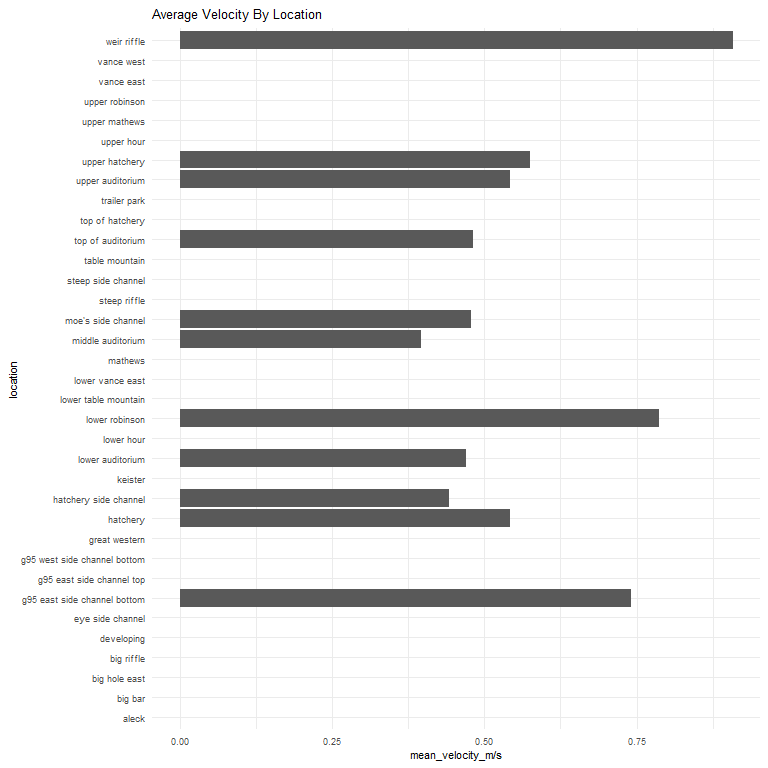 Average Velocity By Location
weir riffle
vance west
vance east
upper robinson
upper mathews
upper hour
upper hatchery
upper auditorium
trailer park
top of hatchery
top of auditorium
table mountain
steep side channel
steep riffle
moe's side channel
middle auditorium
mathews
lower vance east
lower table mountain
lower robinson
lower hour
lower auditorium
keister
hatchery side channel
hatchery
great western
g95 west side channel bottom
g95 east side channel top
g95 east side channel bottom
eye side channel
developing
big riffle
big hole east
big bar
aleck
location
0.00 0.25 0.50 0.75
mean_velocity_m/s